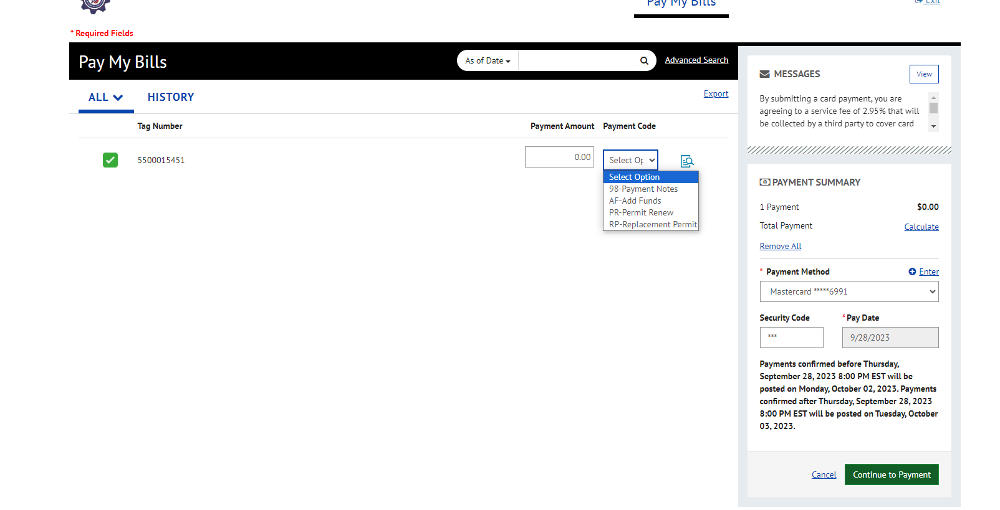 Pay My Bills
Exit
* Required Fields
Pay My Bills
As of Date
Advanced Search
ALL
HISTORY
Export
Tag Number
Payment Amount
Payment Code
5500015451
0.00
Select Op
Select Option
98-Payment Notes
AF-Add Funds
PR-Permit Renew
RP-Replacement Permit
MESSAGES
View
By submitting a card payment, you are
agreeing to a service fee of 2.95% that will
be collected by a third party to cover card
PAYMENT SUMMARY
1 Payment
$0.00
Total Payment
Calculate
Remove All
* Payment Method
Enter
Mastercard *****6991
Security Code
* Pay Date
***
9/28/2023
Payments confirmed before Thursday,
September 28, 2023 8:00 PM EST will be
posted on Monday, October 02, 2023. Payments
confirmed after Thursday, September 28, 2023
8:00 PM EST will be posted on Tuesday, October
03, 2023.
Cancel
Continue to Payment